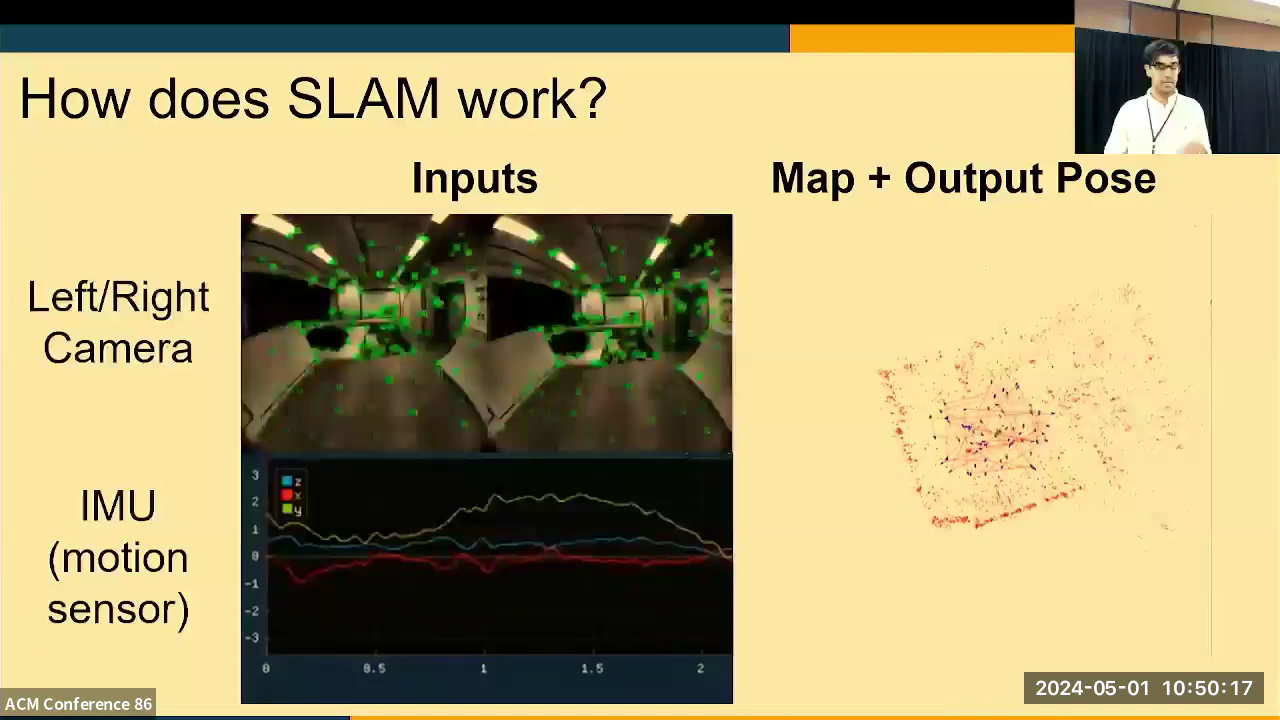 How does SLAM work?
Inputs
Map + Output Pose
Left/Right
Camera
IMU
(motion
sensor)
3
2
1
0
-1
-2
-3
z
x
y
0
0.5
1
1.5
2
ACM Conference 86
2024-05-01 10:50:17